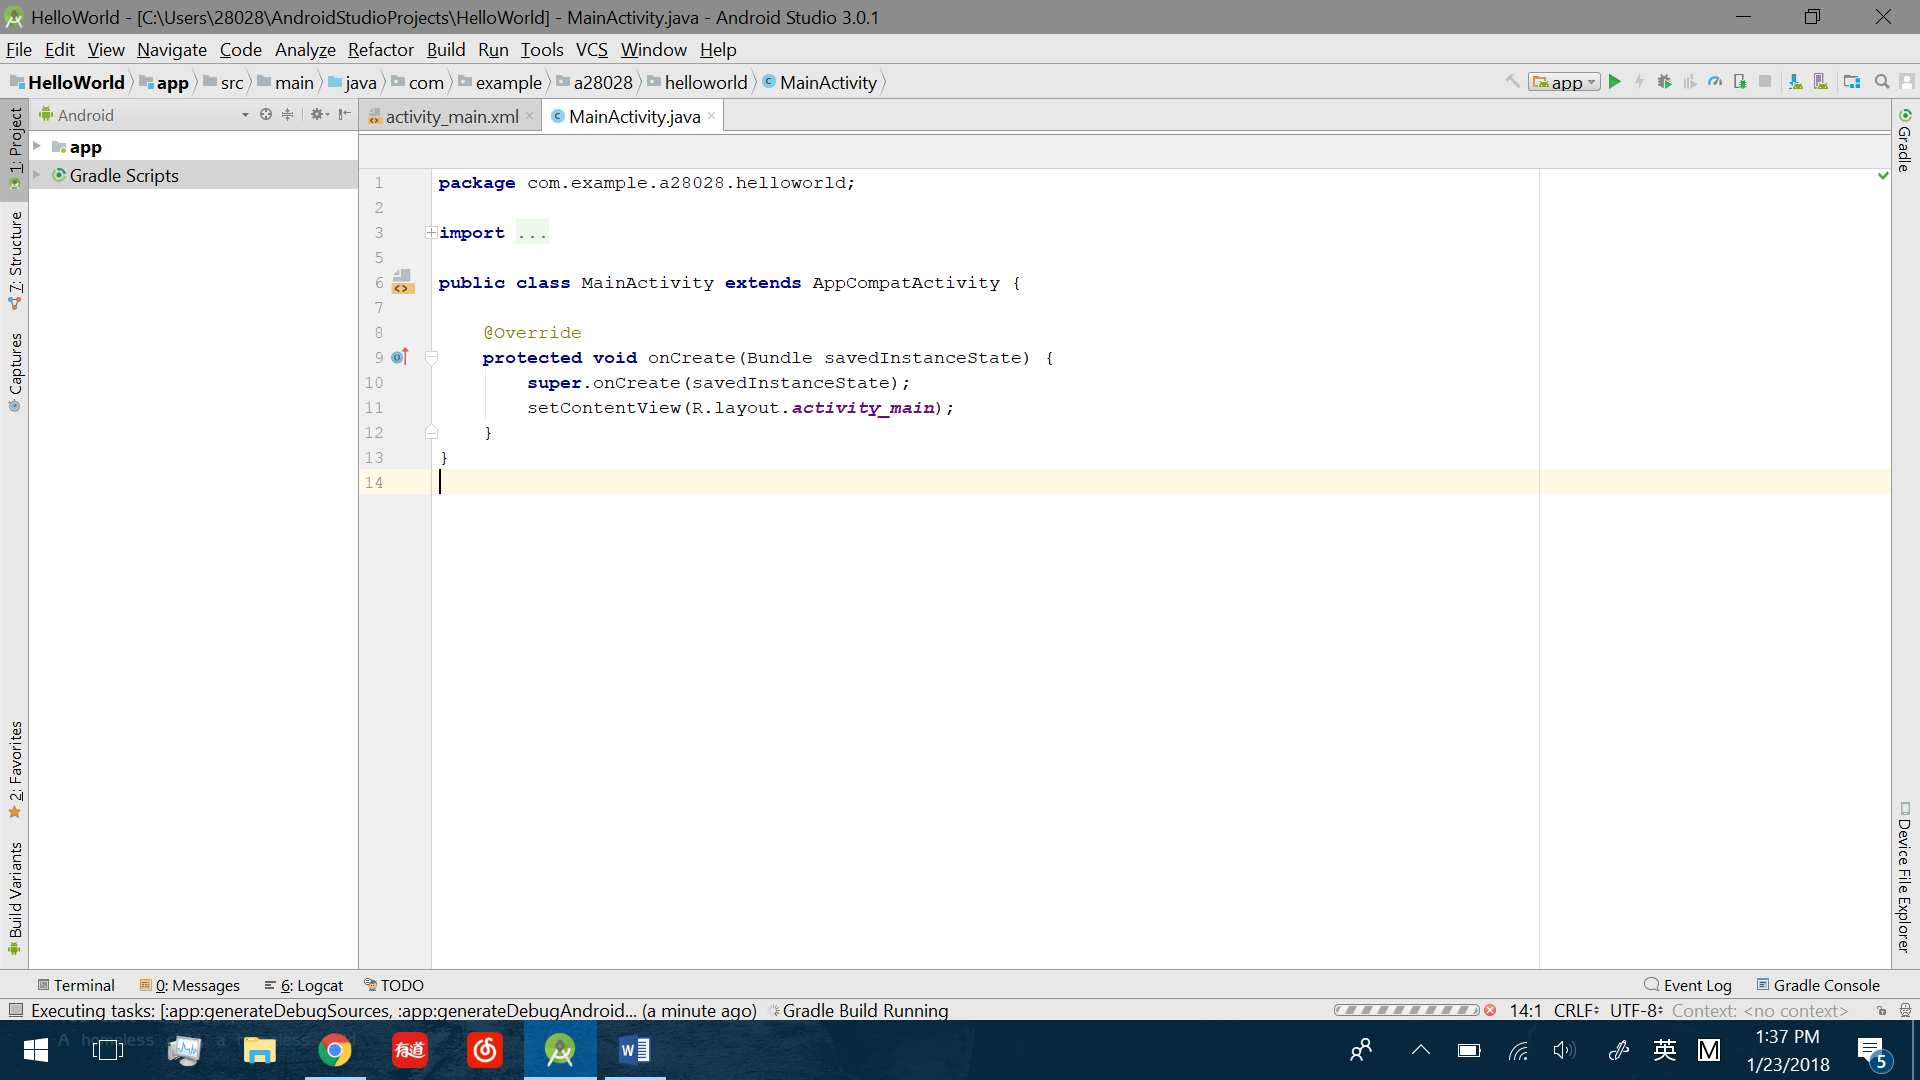 HelloWorld - [C:\Users\28028\AndroidStudioProjects\HelloWorld] - MainActivity.java - Android Studio 3.0.1
File Edit View Navigate Code Analyze Refactor Build Run Tools VCS Window Help
HelloWorld app src main java com example a28028 helloworld MainActivity
app
Android
activity_main.xml
MainActivity.java
app
Gradle Scripts
1: Project
7: Structure
Captures
2: Favorites
Build Variants
Gradle
Device File Explorer
1 package com.example.a28028.helloworld;
2
3 import ...
5
6 public class MainActivity extends AppCompatActivity {
7
8 @Override
9 protected void onCreate(Bundle savedInstanceState) {
10 super.onCreate(savedInstanceState);
11 setContentView(R.layout.activity_main);
12 }
13 }
14
Terminal 0: Messages 6: Logcat TODO Event Log Gradle Console
Executing tasks: [:app:generateDebugSources, :app:generateDebugAndroid... (a minute ago) Gradle Build Running 14:1 CRLF UTF-8 Context: <no context>
A homeless a homeless
有道
英
M
1:37 PM
1/23/2018
5